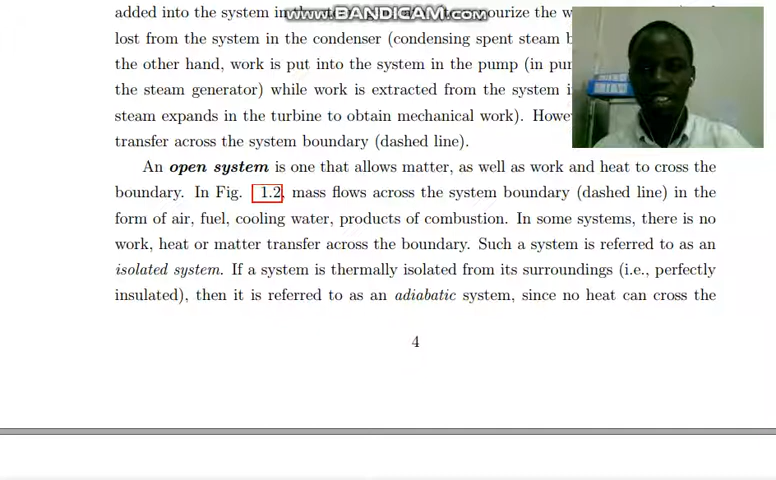 added into the system in
www.BANDICAM.com
ourize the w
lost from the system in the condenser (condensing spent steam b
the other hand, work is put into the system in the pump (in pu
the steam generator) while work is extracted from the system i
steam expands in the turbine to obtain mechanical work). Howe
transfer across the system boundary (dashed line).
An open system is one that allows matter, as well as work and heat to cross the
boundary. In Fig. 1.2, mass flows across the system boundary (dashed line) in the
form of air, fuel, cooling water, products of combustion. In some systems, there is no
work, heat or matter transfer across the boundary. Such a system is referred to as an
isolated system. If a system is thermally isolated from its surroundings (i.e., perfectly
insulated), then it is referred to as an adiabatic system, since no heat can cross the
4